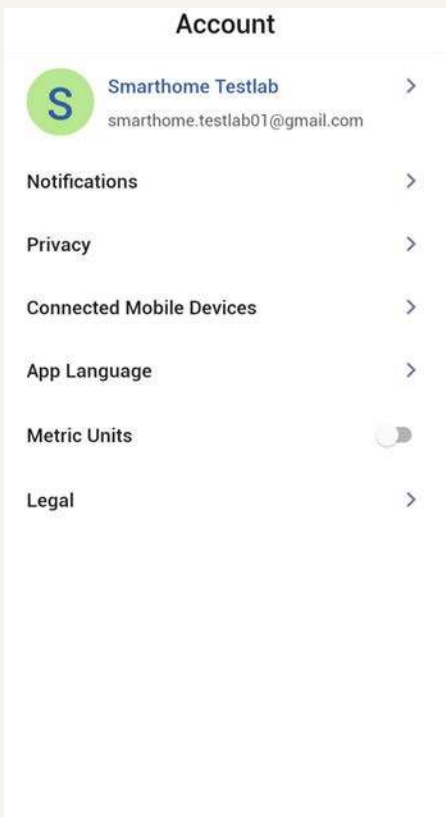 Account
S
Smarthome Testlab
smarthome.testlab01@gmail.com
Notifications
Privacy
Connected Mobile Devices
App Language
Metric Units
Legal